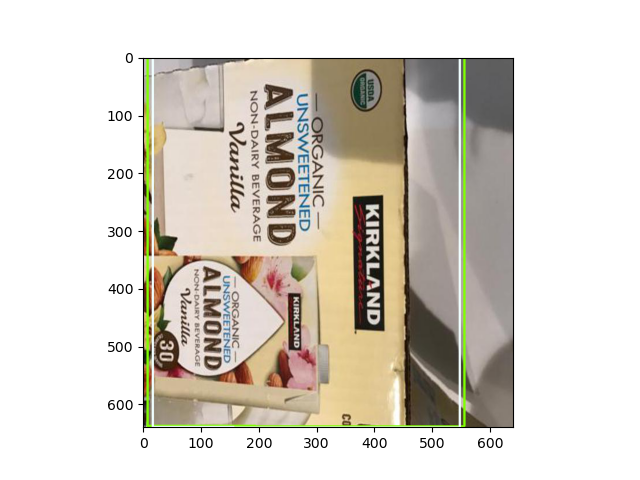 USDA
ORGANIC
KIRKLAND
Signature
ORGANIC
UNSWEETENED
ALMOND
NON-DAIRY BEVERAGE
Vanilla
KIRKLAND
ORGANIC
UNSWEETENED
ALMOND
NON-DAIRY BEVERAGE
Vanilla
30
CO
0
100
200
300
400
500
600
0
100
200
300
400
500
600